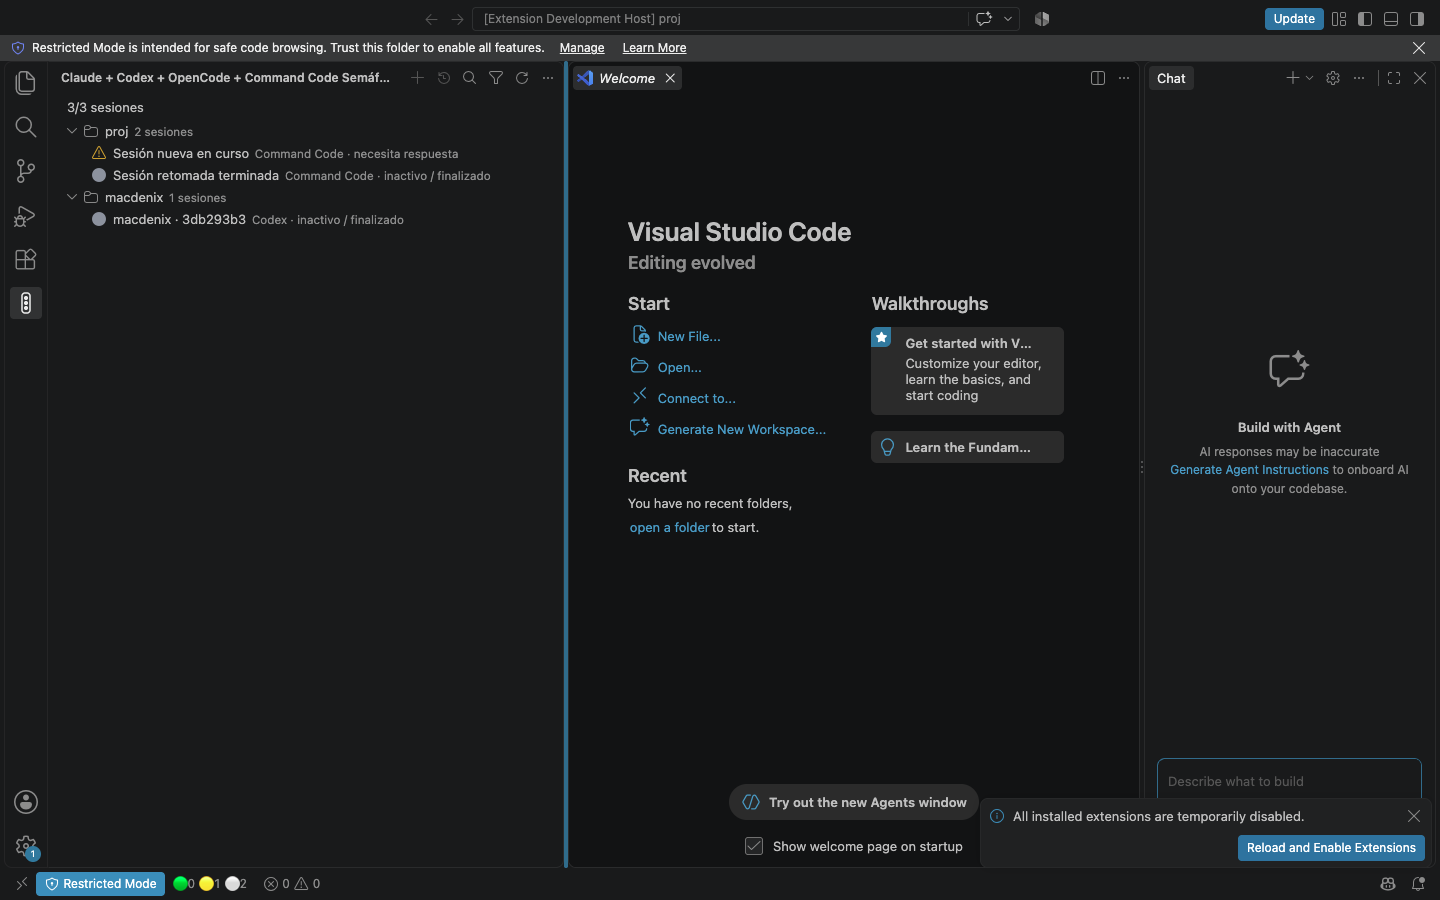 [Extension Development Host] proj
Update
Restricted Mode is intended for safe code browsing. Trust this folder to enable all features. Manage Learn More
Claude + Codex + OpenCode + Command Code Semáf...
3/3 sesiones
proj 2 sesiones
Sesión nueva en curso Command Code · necesita respuesta
Sesión retomada terminada Command Code · inactivo / finalizado
macdenix 1 sesiones
macdenix · 3db293b3 Codex · inactivo / finalizado
Welcome
Visual Studio Code
Editing evolved
Start
New File...
Open...
Connect to...
Generate New Workspace...
Recent
You have no recent folders,
open a folder to start.
Walkthroughs
Get started with V...
Customize your editor,
learn the basics, and
start coding
Learn the Fundam...
Try out the new Agents window
Show welcome page on startup
Chat
Build with Agent
AI responses may be inaccurate
Generate Agent Instructions to onboard AI
onto your codebase.
Describe what to build
All installed extensions are temporarily disabled.
Reload and Enable Extensions
1
Restricted Mode 0 1 2 0 0